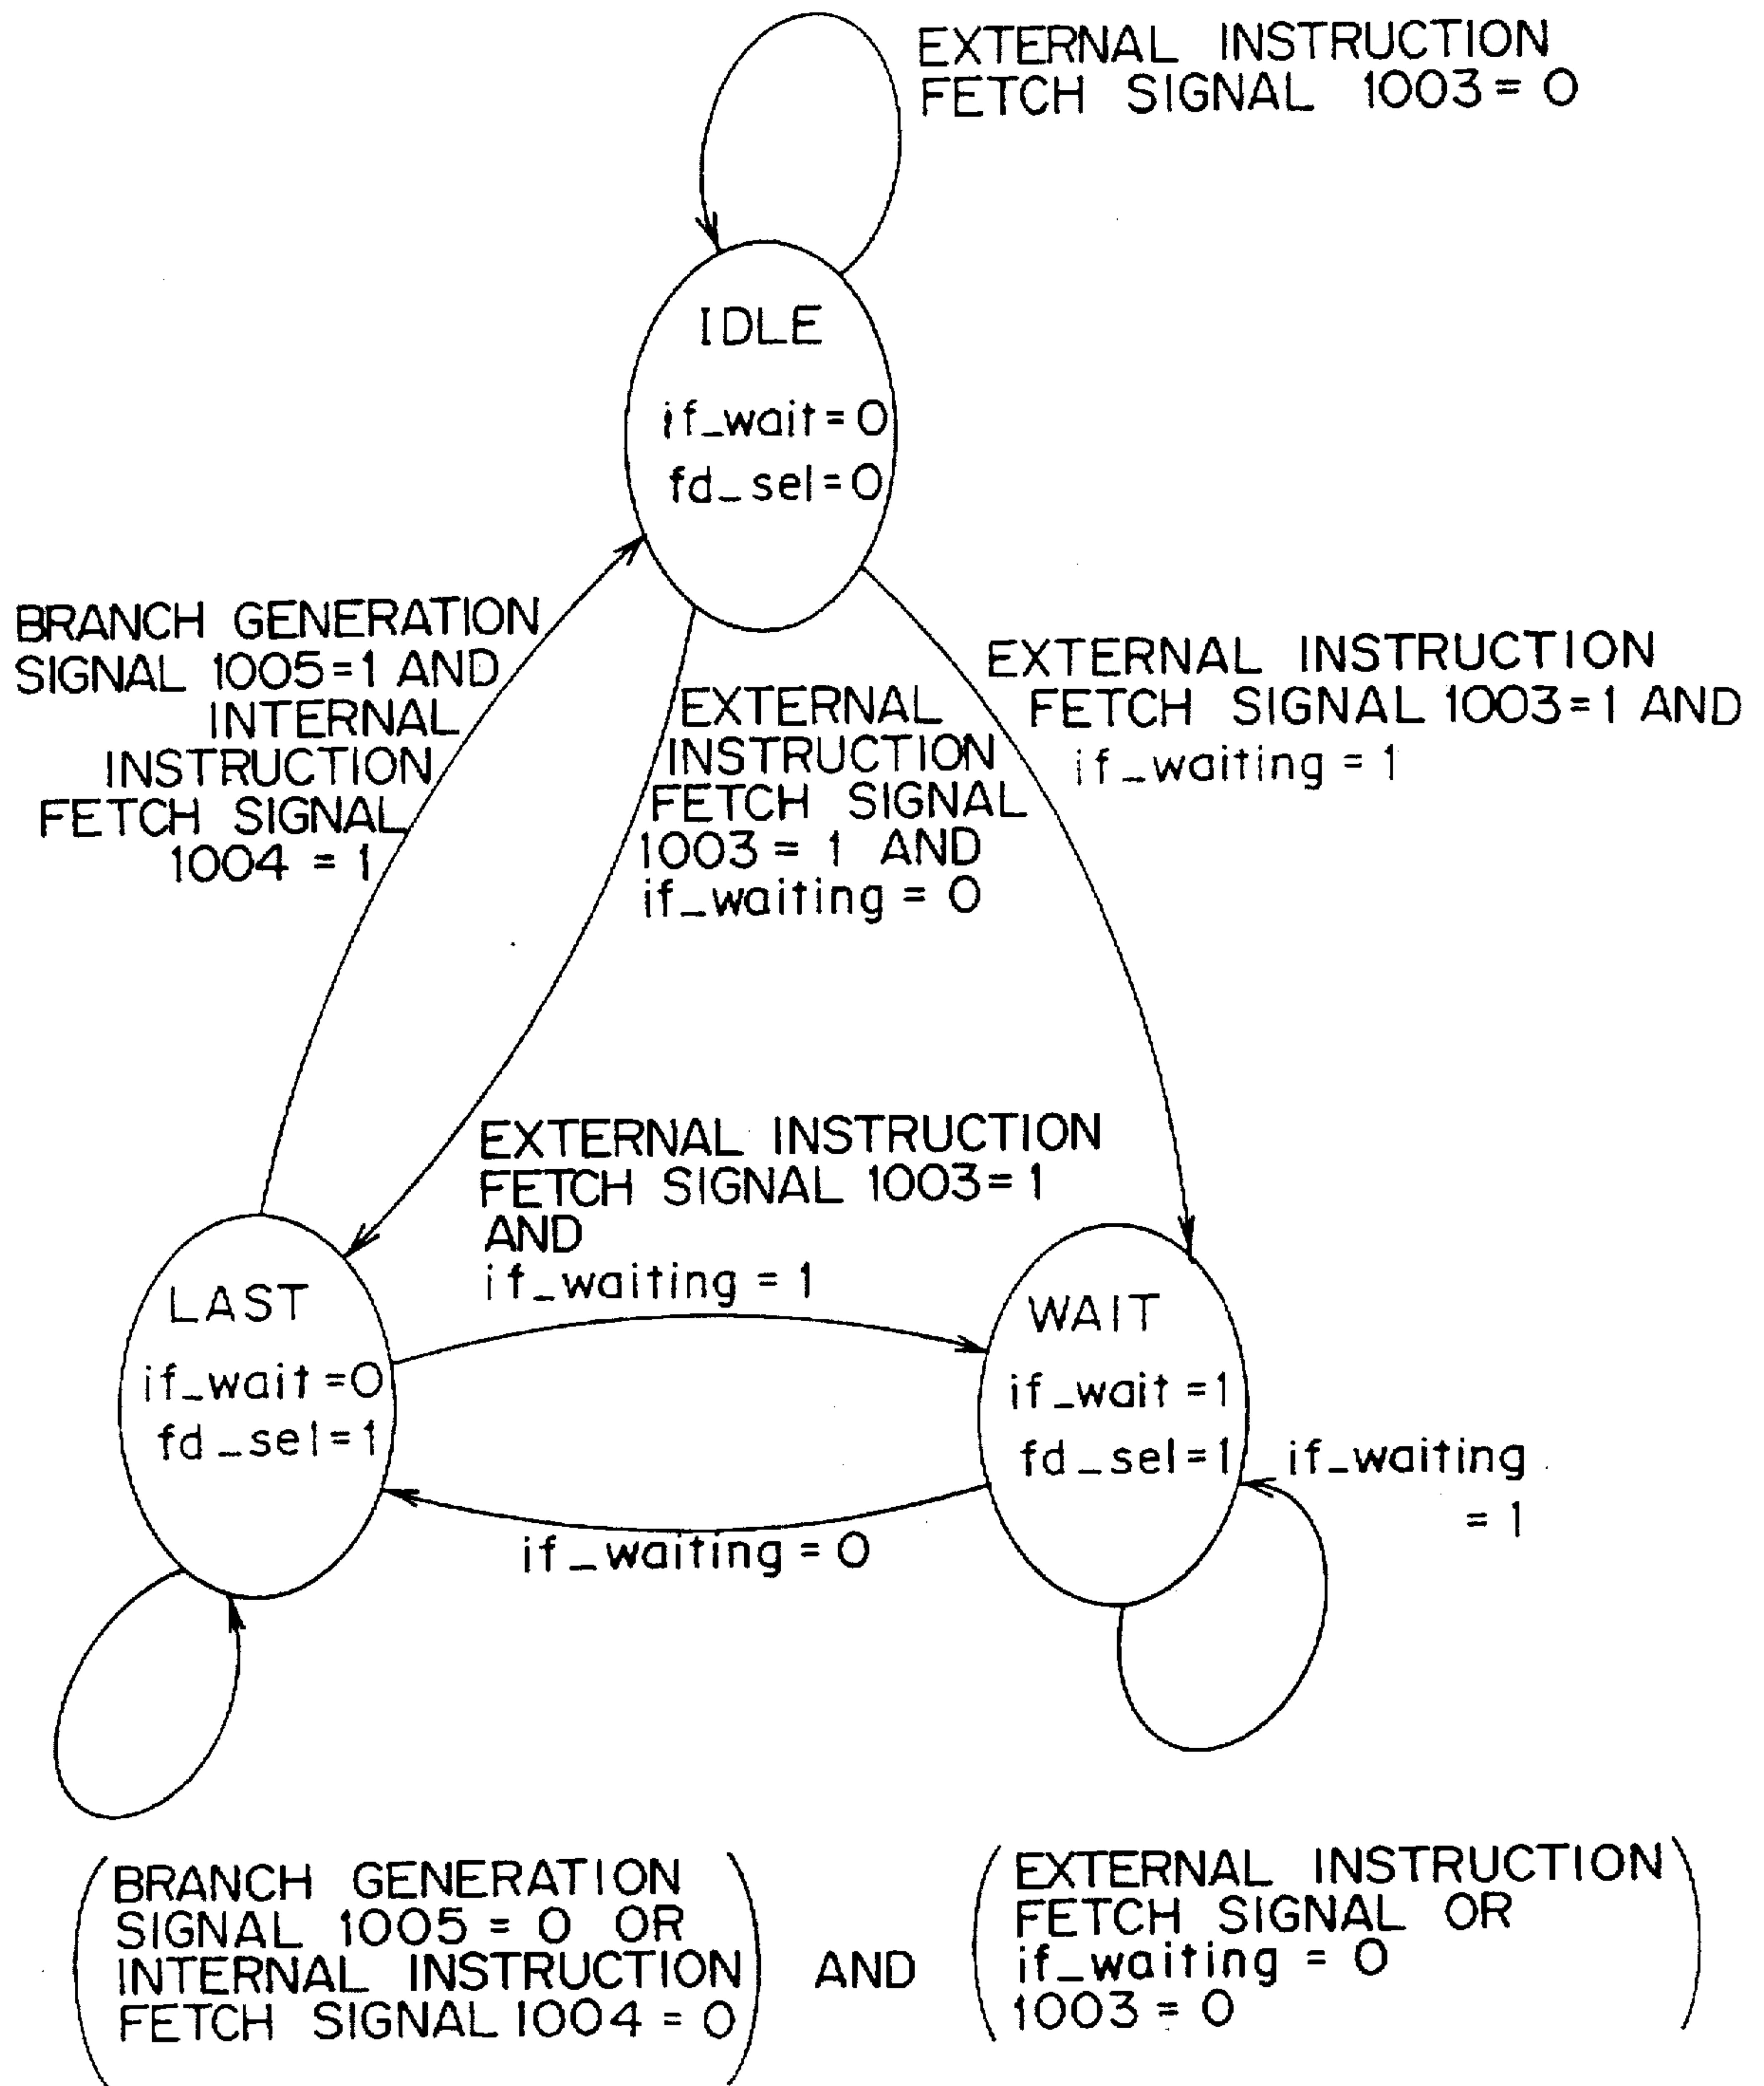 EXTERNAL INSTRUCTION
FETCH SIGNAL 1003 = 0
IDLE
if_wait = 0
fd_sel = 0
BRANCH GENERATION
SIGNAL 1005 = 1 AND
INTERNAL
INSTRUCTION
FETCH SIGNAL
1004 = 1
EXTERNAL
INSTRUCTION
FETCH SIGNAL
1003 = 1 AND
if_waiting = 0
EXTERNAL INSTRUCTION
FETCH SIGNAL 1003 = 1 AND
if_waiting = 1
EXTERNAL INSTRUCTION
FETCH SIGNAL 1003 = 1
AND
if_waiting = 1
LAST
if_wait = 0
fd_sel = 1
WAIT
if_wait = 1
fd_sel = 1
if_waiting
= 1
if_waiting = 0
(BRANCH GENERATION
SIGNAL 1005 = 0 OR
INTERNAL INSTRUCTION
FETCH SIGNAL 1004 = 0)
AND
(EXTERNAL INSTRUCTION
FETCH SIGNAL OR
if_waiting = 0
1003 = 0)